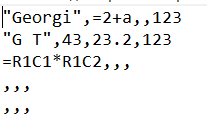 "Georgi",=2+a,,123
"G T",43,23.2,123
=R1C1*R1C2,,,
,,,
,,,